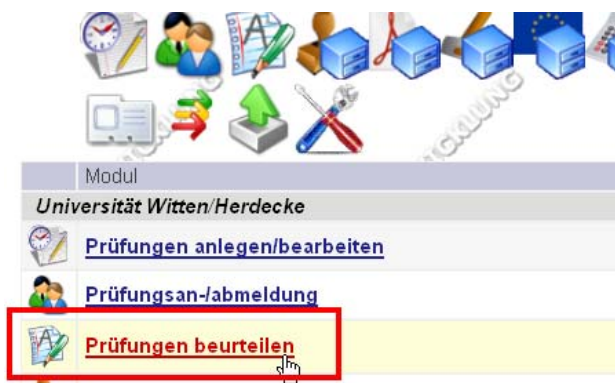 Modul
Universität Witten/Herdecke
Prüfungen anlegen/bearbeiten
Prüfungsan-/abmeldung
Prüfungen beurteilen